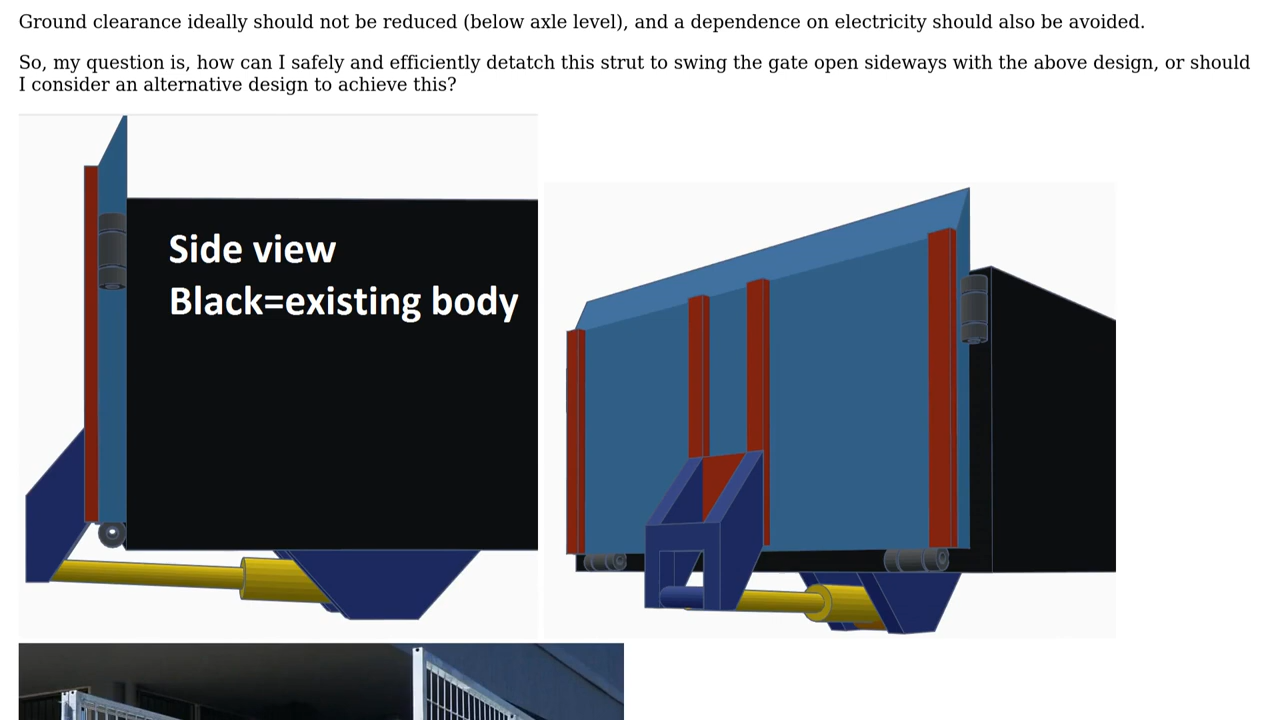 Ground clearance ideally should not be reduced (below axle level), and a dependence on electricity should also be avoided.
So, my question is, how can I safely and efficiently detatch this strut to swing the gate open sideways with the above design, or should
I consider an alternative design to achieve this?
Side view
Black=existing body